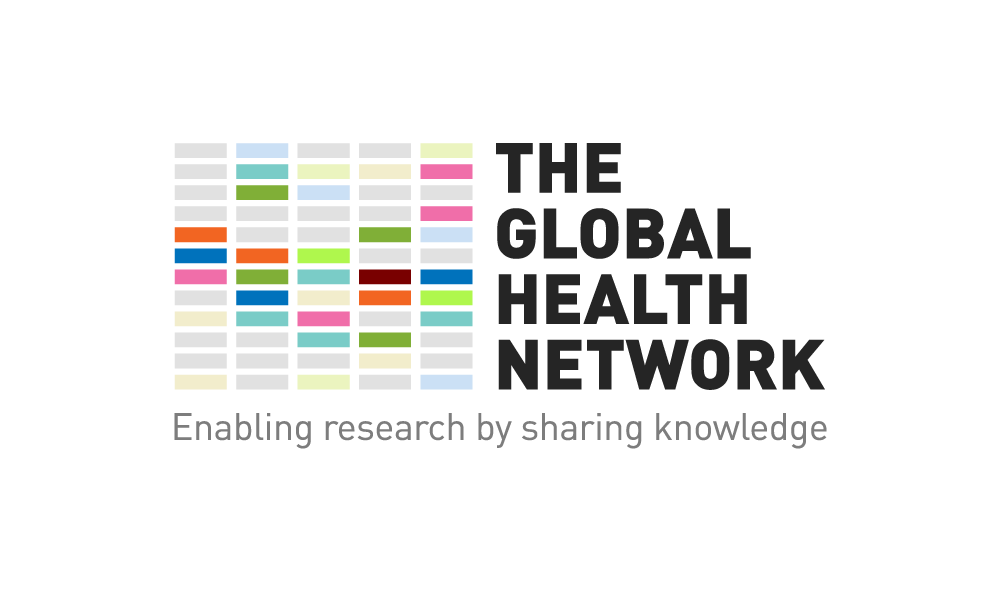 THE
GLOBAL
HEALTH
NETWORK
Enabling research by sharing knowledge